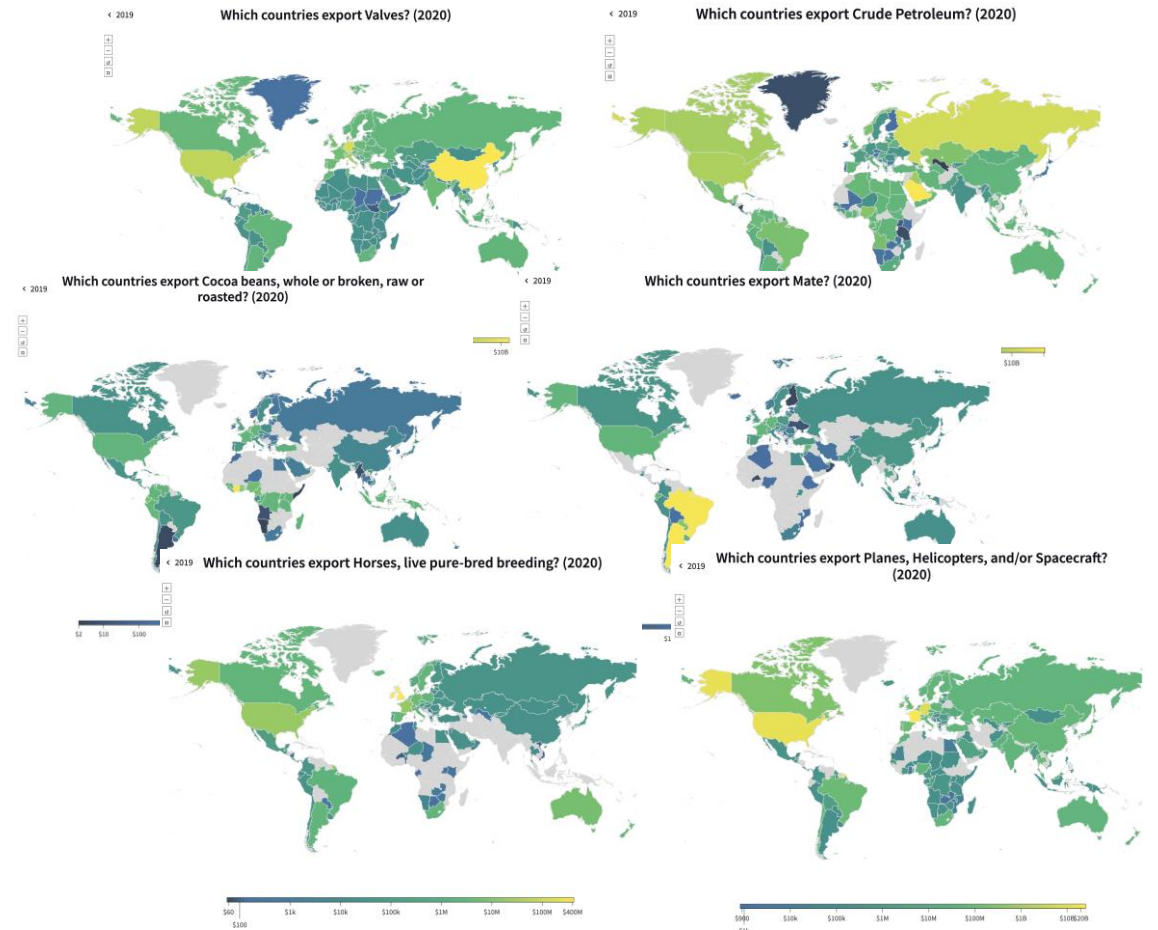 < 2019
Which countries export Valves? (2020)
< 2019
Which countries export Crude Petroleum? (2020)
< 2019
Which countries export Cocoa beans, whole or broken, raw or
roasted? (2020)
< 2019
Which countries export Mate? (2020)
$10B
$10B
< 2019
Which countries export Horses, live pure-bred breeding? (2020)
< 2019
Which countries export Planes, Helicopters, and/or Spacecraft?
(2020)
$2 $10 $100
$1
$60 $1k $10k $100k $1M $10M $100M $400M
$100
$900 $10k $100k $1M $10M $100M $1B $10B $20B